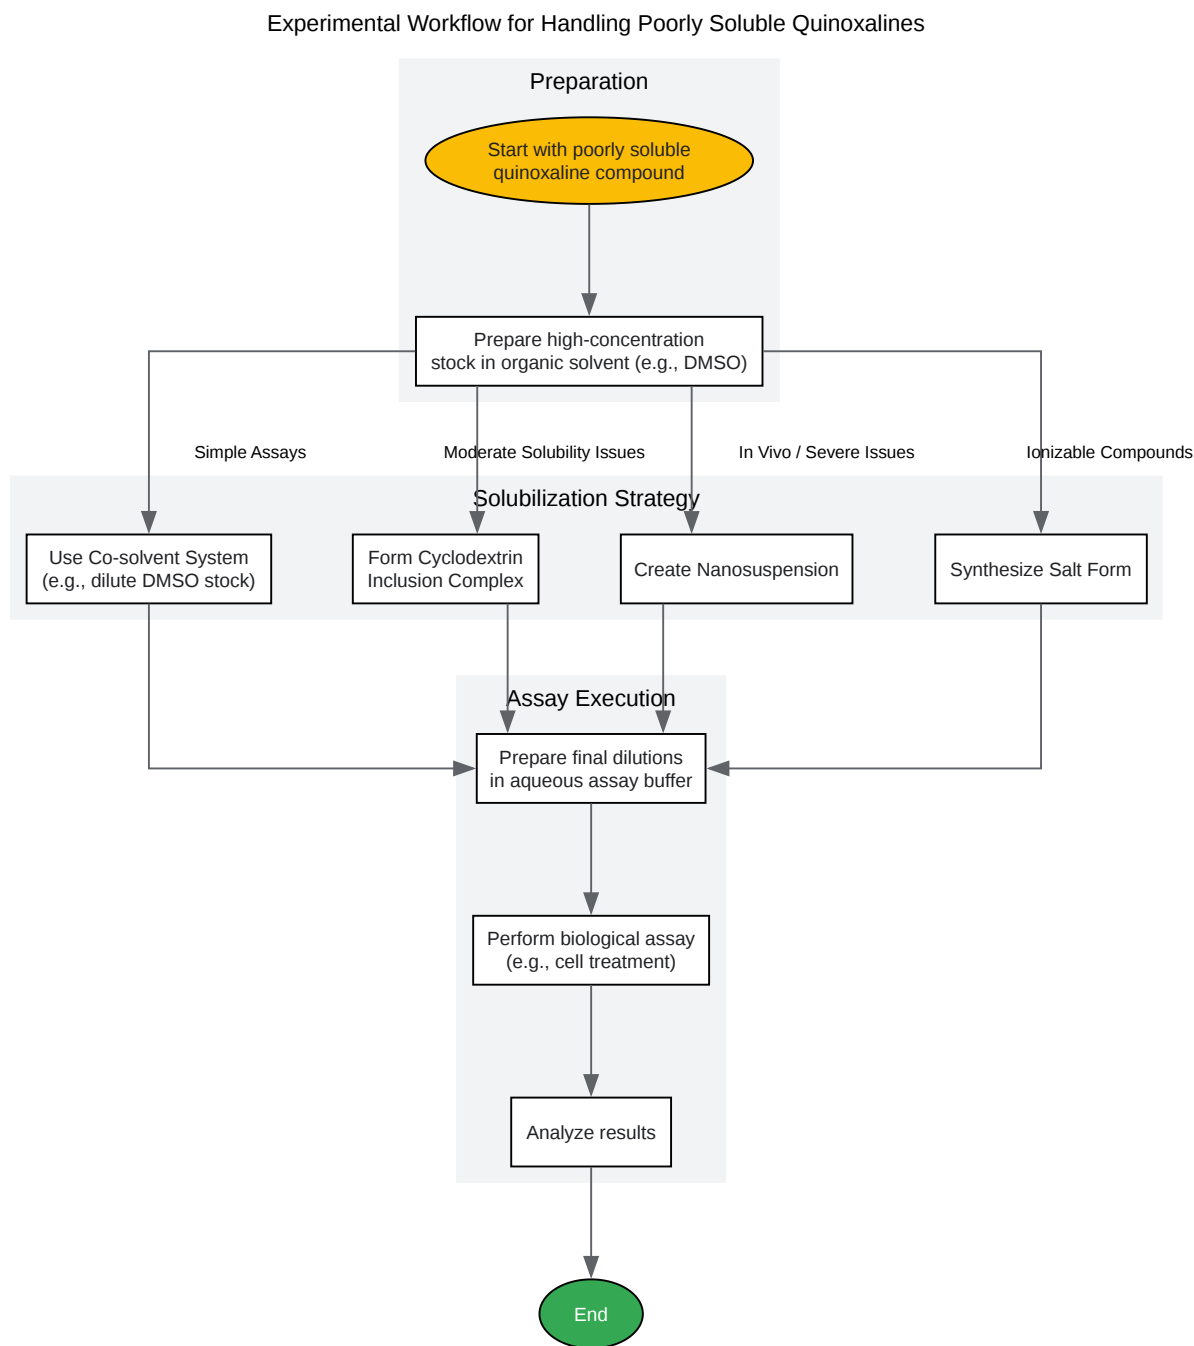 Experimental Workflow for Handling Poorly Soluble Quinoxalines
Preparation
Start with poorly soluble
quinoxaline compound
Prepare high-concentration
stock in organic solvent (e.g., DMSO)
Simple Assays
Moderate Solubility Issues
In Vivo / Severe Issues
Ionizable Compounds
Solubilization Strategy
Use Co-solvent System
(e.g., dilute DMSO stock)
Form Cyclodextrin
Inclusion Complex
Create Nanosuspension
Synthesize Salt Form
Assay Execution
Prepare final dilutions
in aqueous assay buffer
Perform biological assay
(e.g., cell treatment)
Analyze results
End